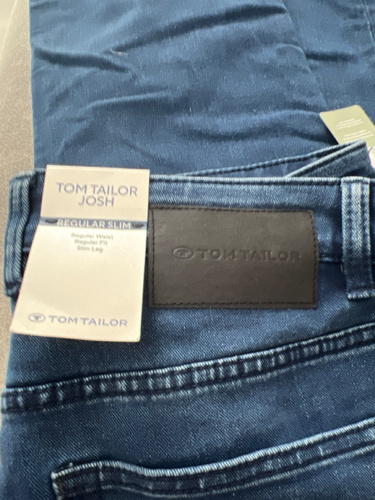 TOM TAILOR
JOSH
REGULAR SLIM
Regular Waist
Regular Fit
Slim Leg
TOM TAILOR
TOM TAILOR